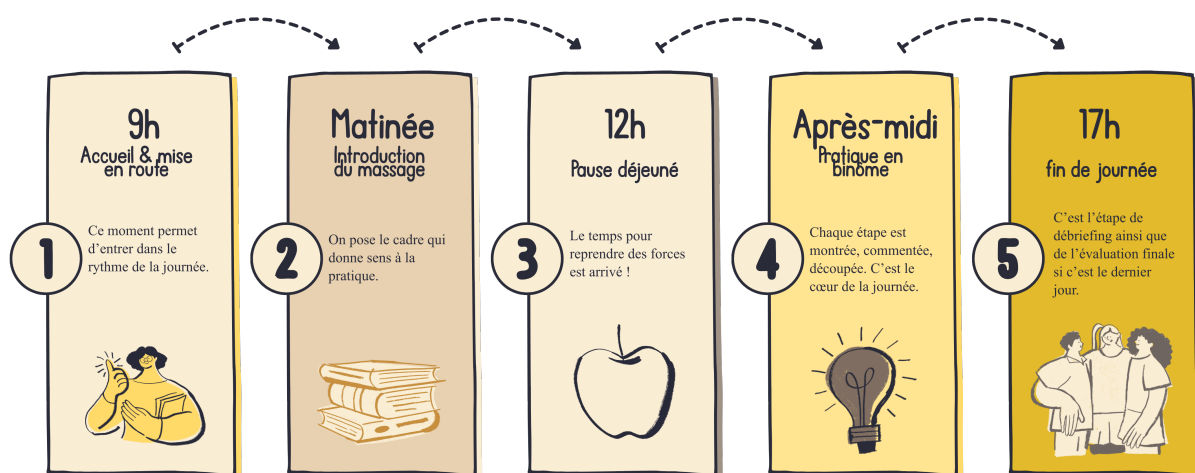 9h
Accueil & mise
en route
1
Ce moment permet
d’entrer dans le
rythme de la journée.
Matinée
Introduction
du massage
2
On pose le cadre qui
donne sens à la
pratique.
12h
Pause déjeuné
3
Le temps pour
reprendre des forces
est arrivé !
Après-midi
Pratique en
binôme
4
Chaque étape est
montrée, commentée,
découpée. C’est le
cœur de la journée.
17h
fin de journée
5
C’est l’étape de
débriefing ainsi que
de l’évaluation finale
si c’est le dernier
jour.